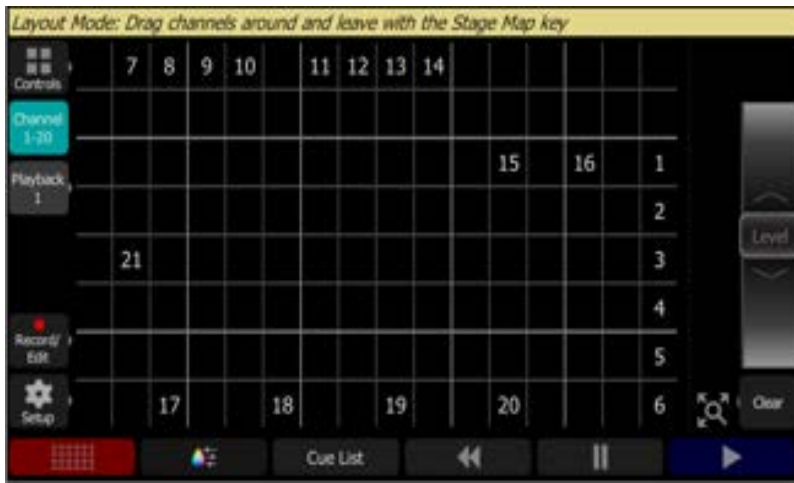 Layout Mode: Drag channels around and leave with the Stage Map key
Controls
7 8 9 10 11 12 13 14
Channel
1-20
15 16 1
Playback
1
2
Level
21 3
4
Record/
Edit
5
Setup
17 18 19 20 6
Clear
Cue List